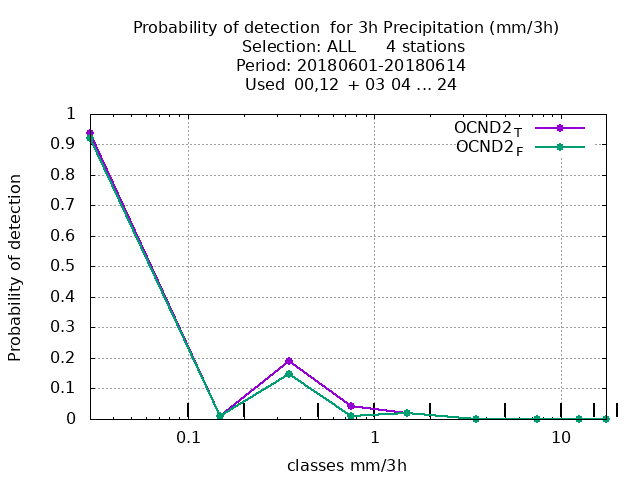 Probability of detection  for 3h Precipitation (mm/3h)
Selection: ALL      4 stations
Period: 20180601-20180614
Used  00,12  + 03 04 ... 24
OCND2_T
OCND2_F
1
0.9
0.8
0.7
0.6
0.5
0.4
0.3
0.2
0.1
0
Probability of detection
0.1 1 10
classes mm/3h